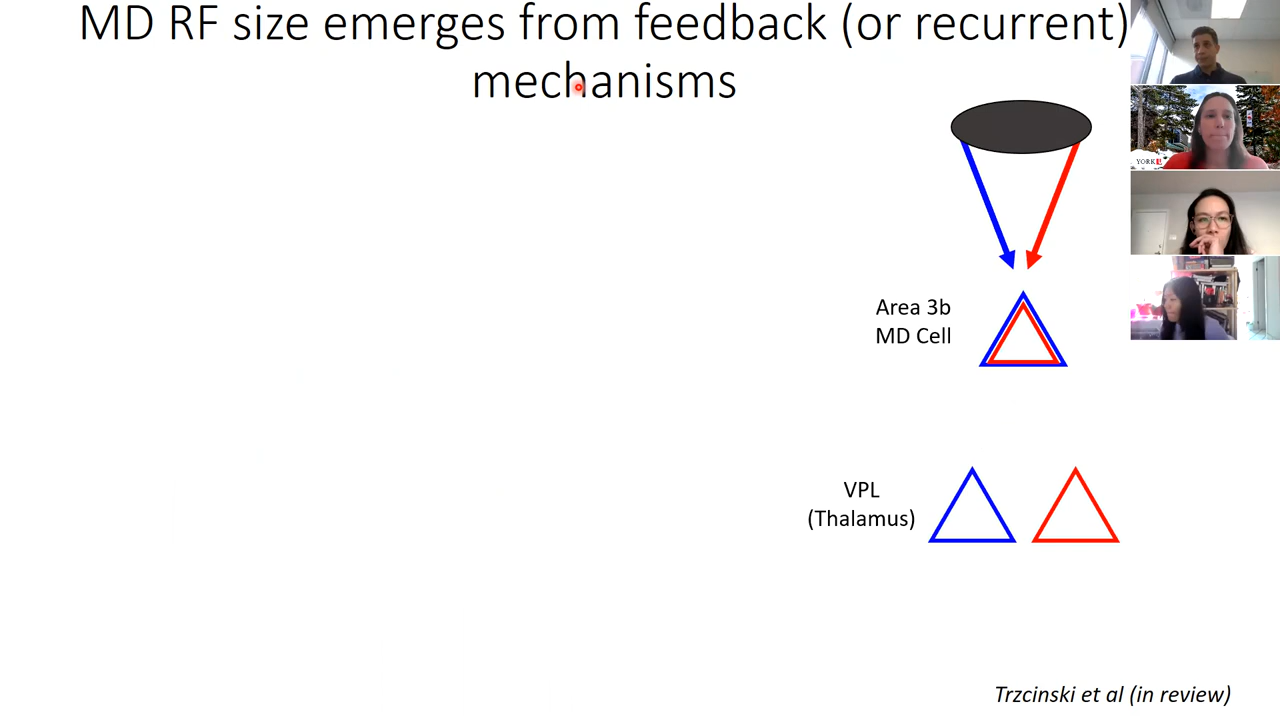 MD RF size emerges from feedback (or recurrent)
mechanisms
YORK U
Area 3b
MD Cell
VPL
(Thalamus)
Trzcinski et al (in review)